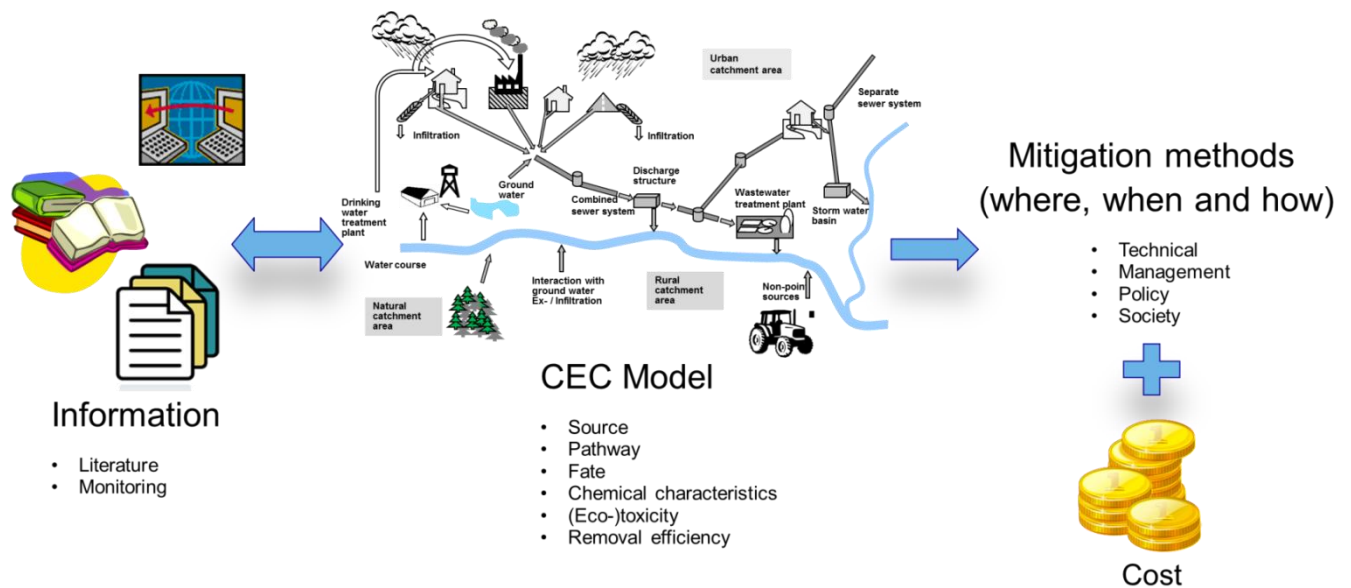 Information
• Literature
• Monitoring
Urban
catchment area
Separate
sewer system
Infiltration
Infiltration
Drinking
water
treatment
plant
Ground
water
Combined
sewer system
Discharge
structure
Wastewater
treatment plant
Storm water
basin
Water course
Natural
catchment
area
Interaction with
ground water
Ex- / Infiltration
Rural
catchment
area
Non-point
sources
CEC Model
• Source
• Pathway
• Fate
• Chemical characteristics
• (Eco-)toxicity
• Removal efficiency
Mitigation methods
(where, when and how)
• Technical
• Management
• Policy
• Society
1
Cost